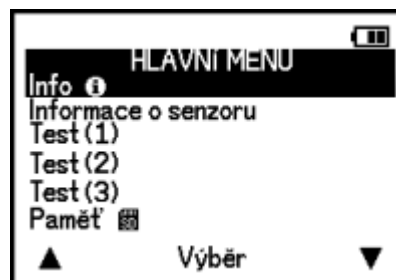 HLAVNÍ MENU
Info
Informace o senzoru
Test (1)
Test (2)
Test (3)
Paměť
Výběr